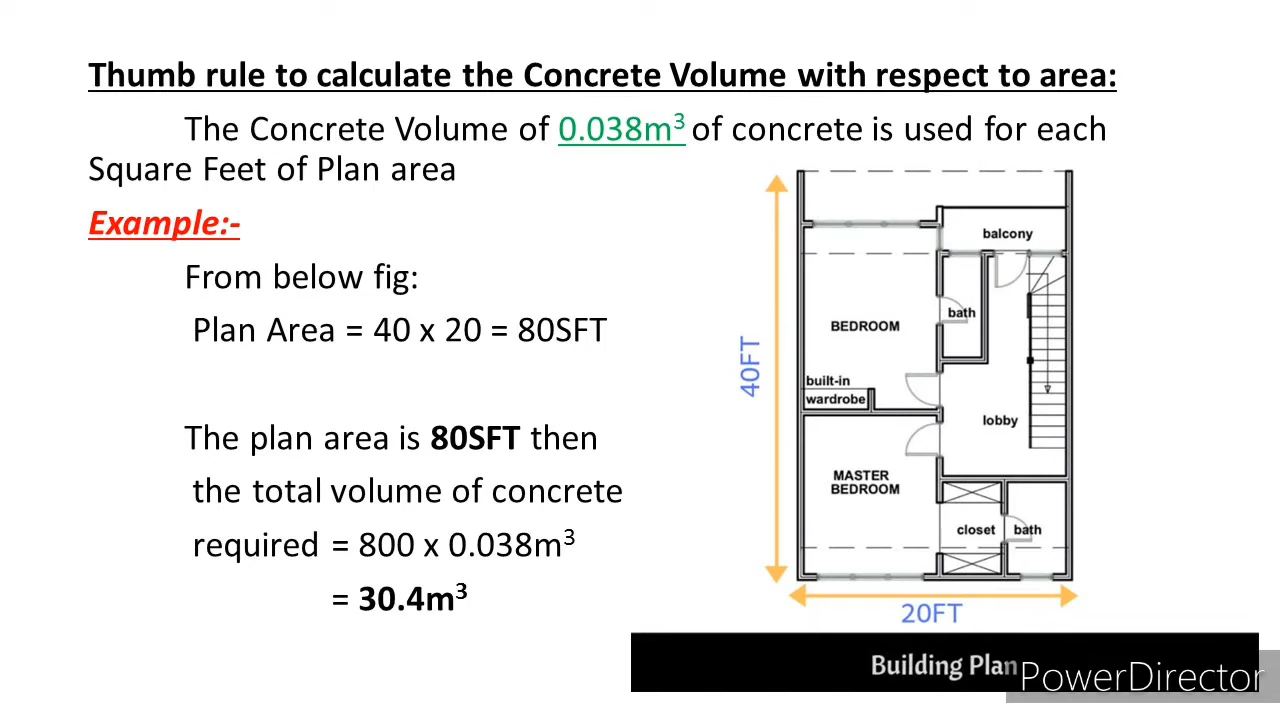 Thumb rule to calculate the Concrete Volume with respect to area:
The Concrete Volume of 0.038m³ of concrete is used for each
Square Feet of Plan area
Example:-
From below fig:
Plan Area = 40 x 20 = 80SFT
The plan area is 80SFT then
the total volume of concrete
required = 800 x 0.038m³
= 30.4m³
40FT
balcony
bath
BEDROOM
built-in
wardrobe
lobby
MASTER
BEDROOM
closet
bath
20FT
Building Plan
PowerDirector